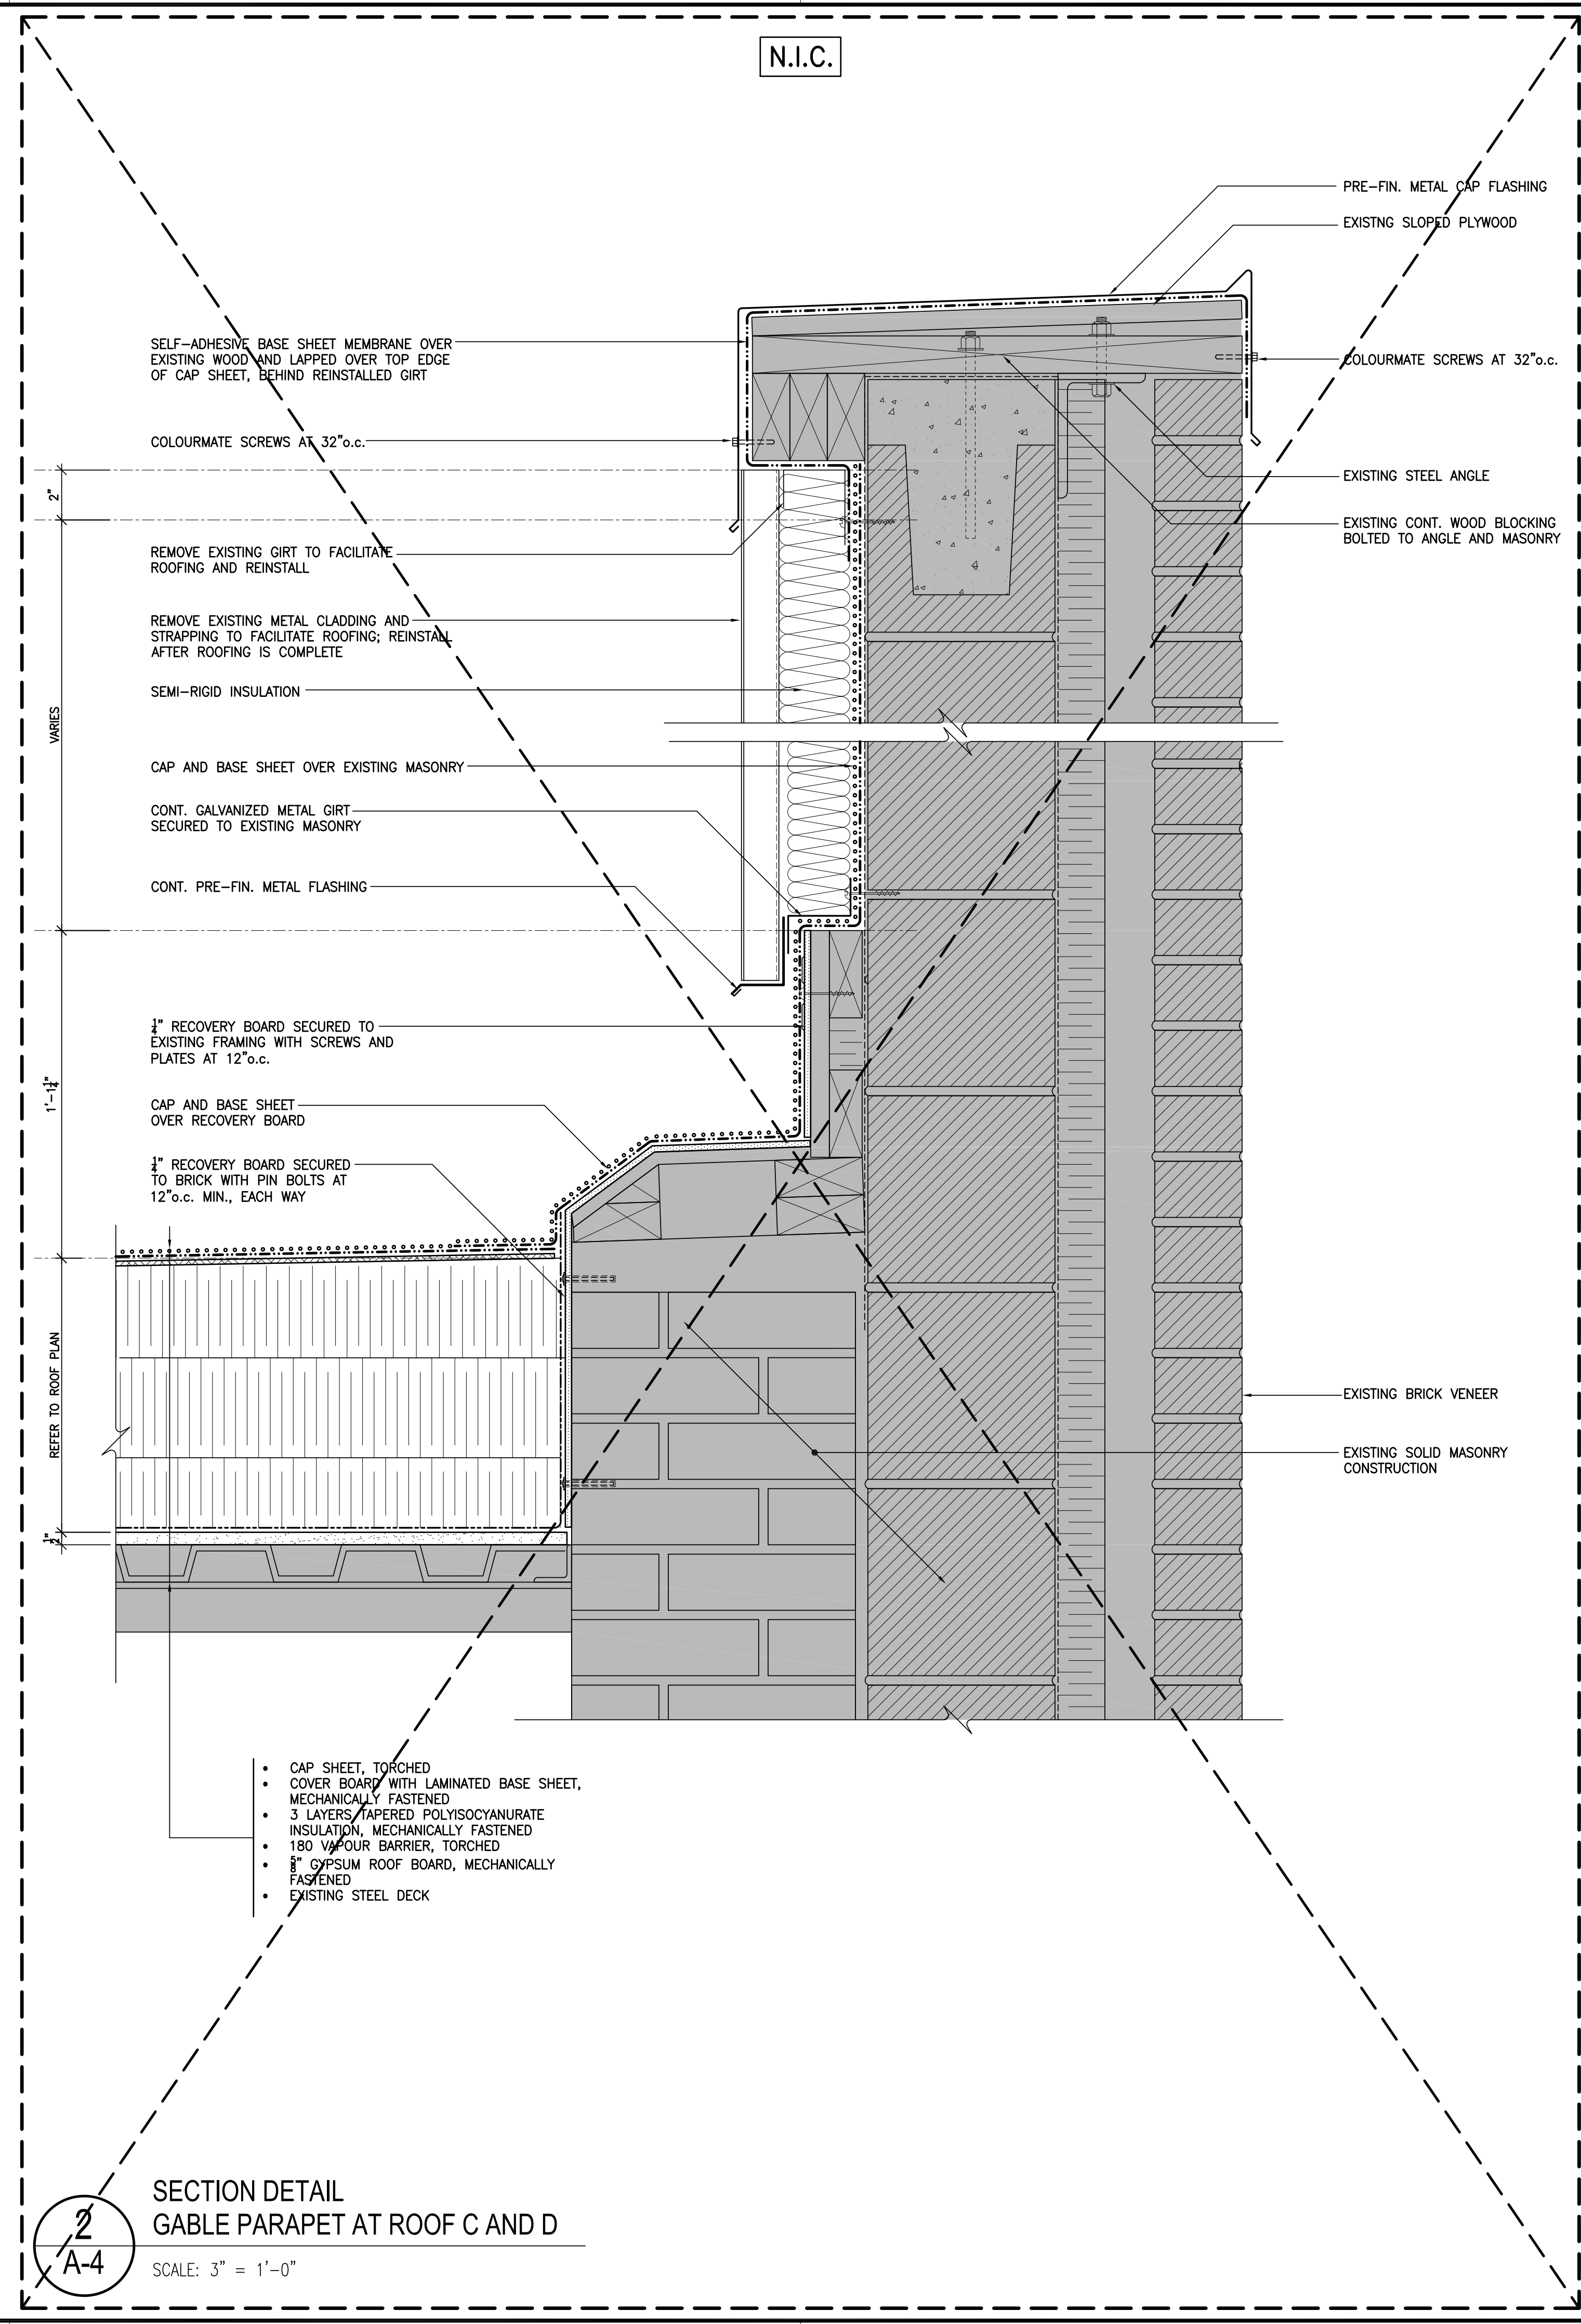 N.I.C.
PRE-FIN. METAL CAP FLASHING
EXISTNG SLOPED PLYWOOD
SELF-ADHESIVE BASE SHEET MEMBRANE OVER
EXISTING WOOD AND LAPPED OVER TOP EDGE
OF CAP SHEET, BEHIND REINSTALLED GIRT
COLOURMATE SCREWS AT 32"o.c.
COLOURMATE SCREWS AT 32"o.c.
EXISTING STEEL ANGLE
2"
EXISTING CONT. WOOD BLOCKING
BOLTED TO ANGLE AND MASONRY
REMOVE EXISTING GIRT TO FACILITATE
ROOFING AND REINSTALL
REMOVE EXISTING METAL CLADDING AND
STRAPPING TO FACILITATE ROOFING; REINSTALL
AFTER ROOFING IS COMPLETE
SEMI-RIGID INSULATION
VARIES
CAP AND BASE SHEET OVER EXISTING MASONRY
CONT. GALVANIZED METAL GIRT
SECURED TO EXISTING MASONRY
CONT. PRE-FIN. METAL FLASHING
1/4" RECOVERY BOARD SECURED TO
EXISTING FRAMING WITH SCREWS AND
PLATES AT 12"o.c.
1'-1 1/4"
CAP AND BASE SHEET
OVER RECOVERY BOARD
1/4" RECOVERY BOARD SECURED
TO BRICK WITH PIN BOLTS AT
12"o.c. MIN., EACH WAY
REFER TO ROOF PLAN
EXISTING BRICK VENEER
EXISTING SOLID MASONRY
CONSTRUCTION
• CAP SHEET, TORCHED
• COVER BOARD WITH LAMINATED BASE SHEET,
MECHANICALLY FASTENED
• 3 LAYERS TAPERED POLYISOCYANURATE
INSULATION, MECHANICALLY FASTENED
• 180 VAPOUR BARRIER, TORCHED
• 5/8" GYPSUM ROOF BOARD, MECHANICALLY
FASTENED
• EXISTING STEEL DECK
2
A-4
SECTION DETAIL
GABLE PARAPET AT ROOF C AND D
SCALE: 3" = 1'-0"